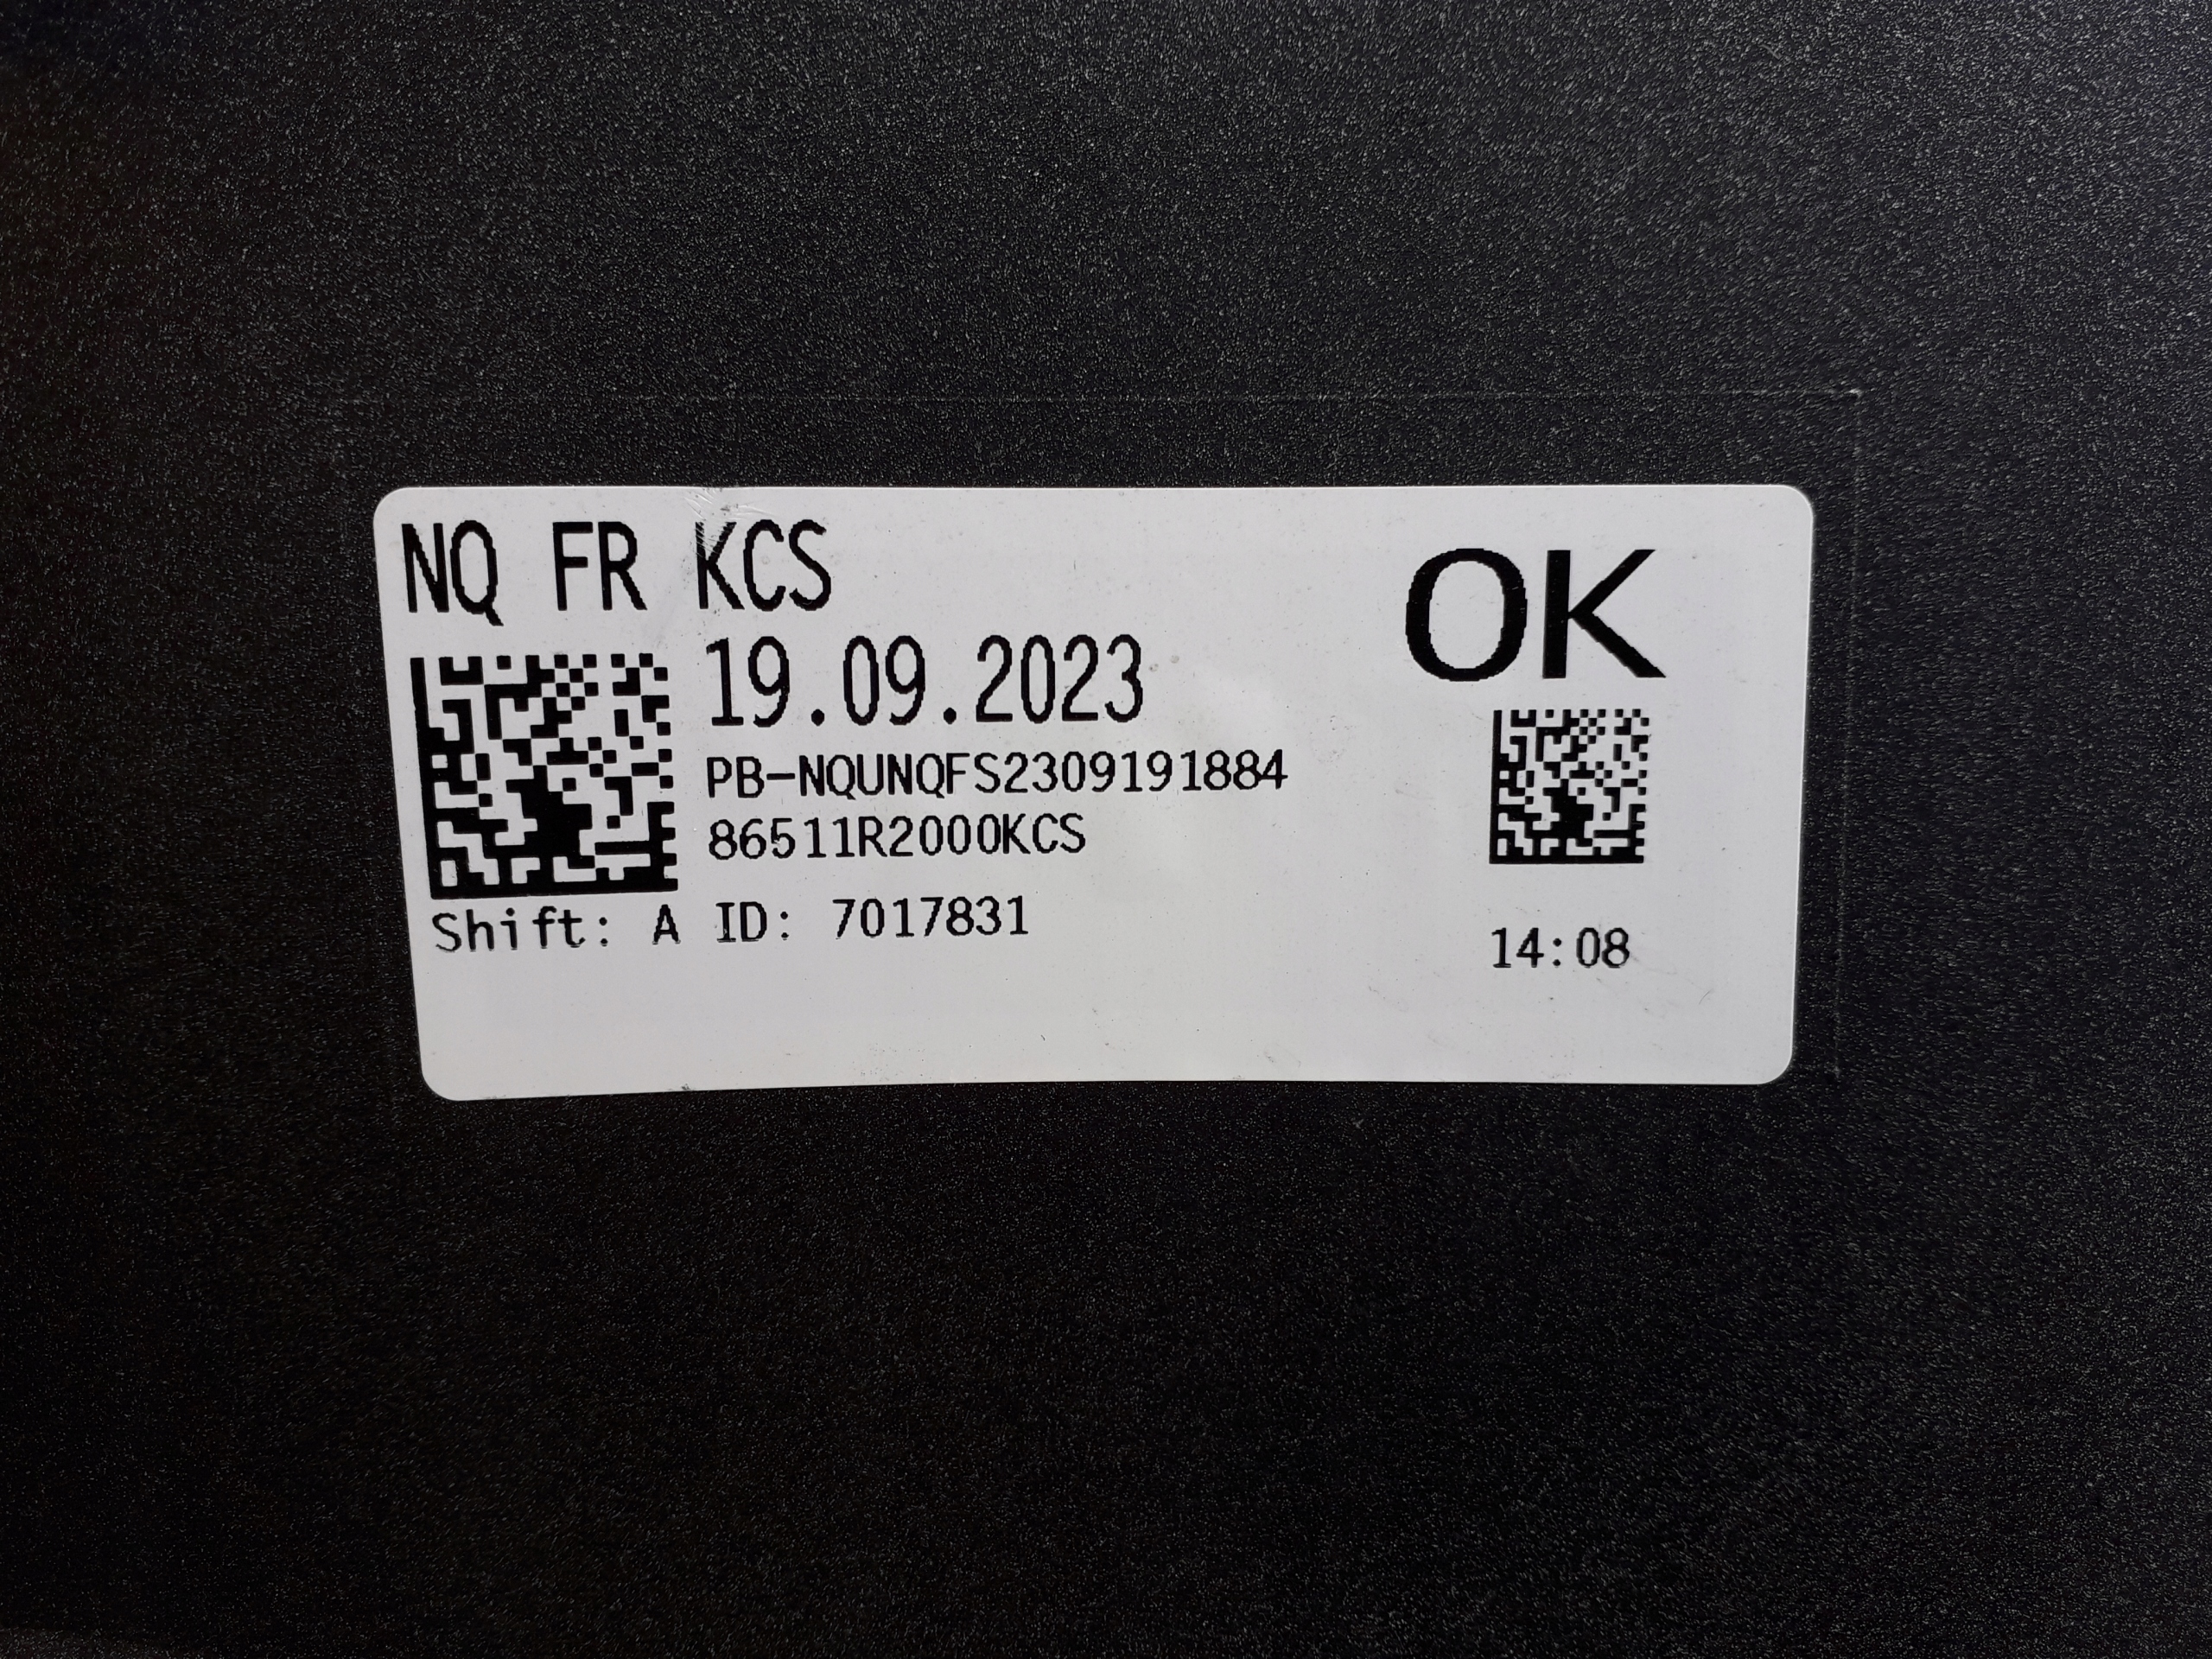 NQ FR KCS
OK
19.09.2023
PB-NQUNQFS2309191884
86511R2000KCS
Shift: A ID: 7017831
14:08